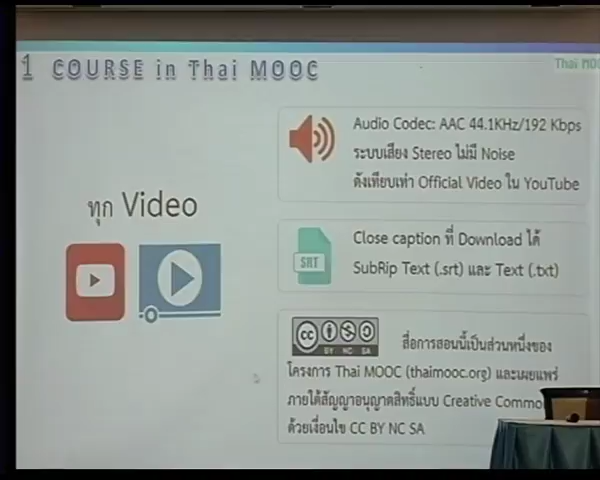 1 COURSE in Thai MOOC
Thai MOO
ทุก Video
Audio Codec: AAC 44.1KHz/192 Kbps
ระบบเสียง Stereo ไม่มี Noise
ดังเทียบเท่า Official Video ใน YouTube
SRT
Close caption ที่ Download ได้
SubRip Text (.srt) และ Text (.txt)
cc
BY NC SA
สื่อการสอนนี้เป็นส่วนหนึ่งของ
โครงการ Thai MOOC (thaimooc.org) และเผยแพร่
ภายใต้สัญญาอนุญาตสิทธิ์แบบ Creative Commo
ด้วยเงื่อนไข CC BY NC SA